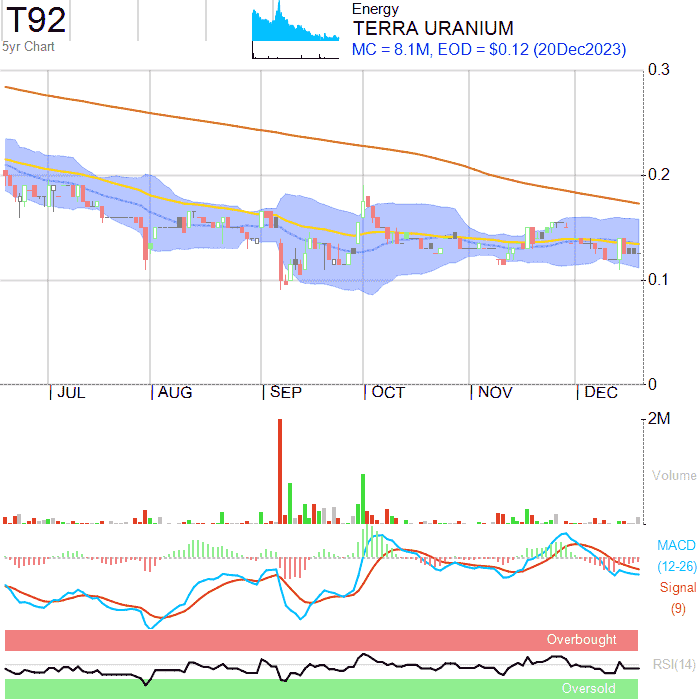 T92
5yr Chart
Energy
TERRA URANIUM
MC = 8.1M, EOD = $0.12 (20Dec2023)
0.3
0.2
0.1
0
JUL AUG SEP OCT NOV DEC
2M
Volume
MACD
(12-26)
Signal
(9)
Overbought
RSI(14)
Oversold